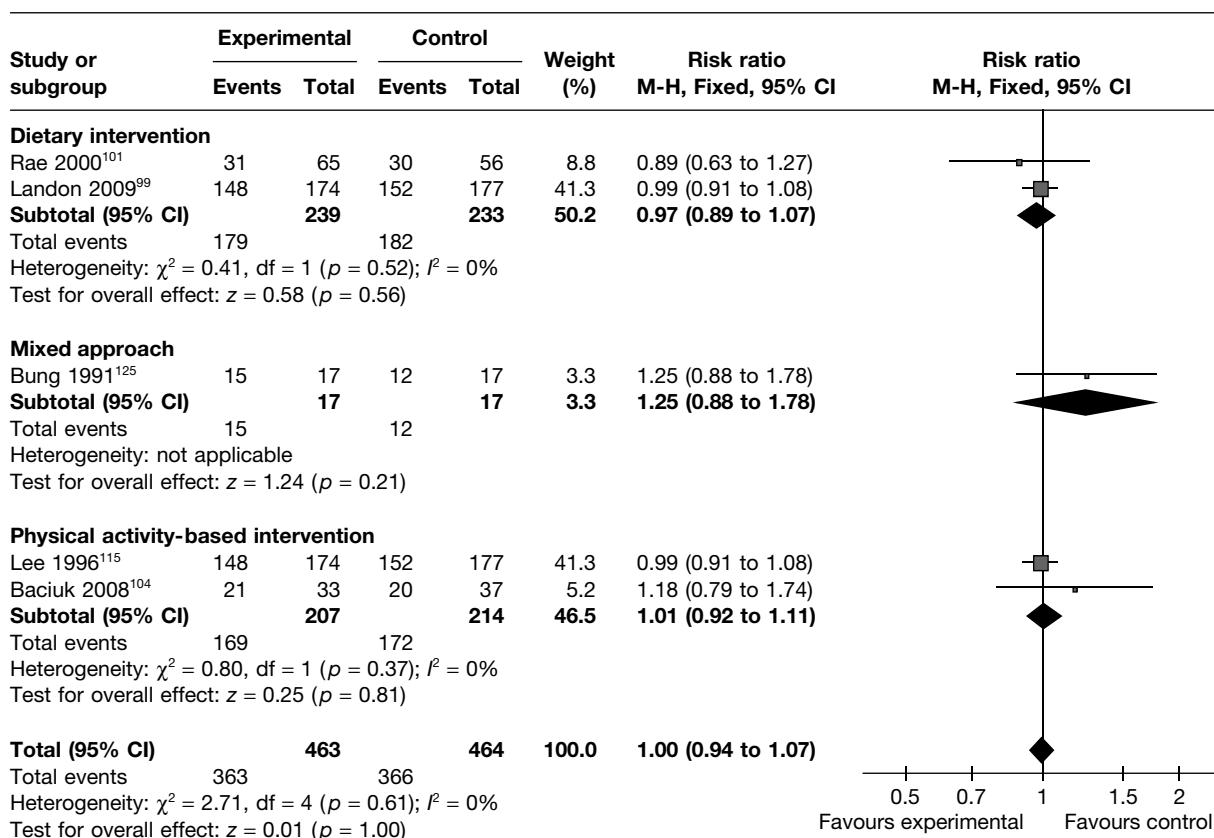 Study or subgroup Experimental Control Weight (%) Risk ratio M-H, Fixed, 95% CI Risk ratio M-H, Fixed, 95% CI
Events Total Events Total
Dietary intervention
Rae 2000101 31 65 30 56 8.8 0.89 (0.63 to 1.27)
Landon 200999 148 174 152 177 41.3 0.99 (0.91 to 1.08)
Subtotal (95% CI) 239 233 50.2 0.97 (0.89 to 1.07)
Total events 179 182
Heterogeneity: χ2 = 0.41, df = 1 (p = 0.52); I2 = 0%
Test for overall effect: z = 0.58 (p = 0.56)
Mixed approach
Bung 1991125 15 17 12 17 3.3 1.25 (0.88 to 1.78)
Subtotal (95% CI) 17 17 3.3 1.25 (0.88 to 1.78)
Total events 15 12
Heterogeneity: not applicable
Test for overall effect: z = 1.24 (p = 0.21)
Physical activity-based intervention
Lee 1996115 148 174 152 177 41.3 0.99 (0.91 to 1.08)
Baciuk 2008104 21 33 20 37 5.2 1.18 (0.79 to 1.74)
Subtotal (95% CI) 207 214 46.5 1.01 (0.92 to 1.11)
Total events 169 172
Heterogeneity: χ2 = 0.80, df = 1 (p = 0.37); I2 = 0%
Test for overall effect: z = 0.25 (p = 0.81)
Total (95% CI) 463 464 100.0 1.00 (0.94 to 1.07)
Total events 363 366
Heterogeneity: χ2 = 2.71, df = 4 (p = 0.61); I2 = 0%
Test for overall effect: z = 0.01 (p = 1.00)
0.5 0.7 1 1.5 2
Favours experimental Favours control